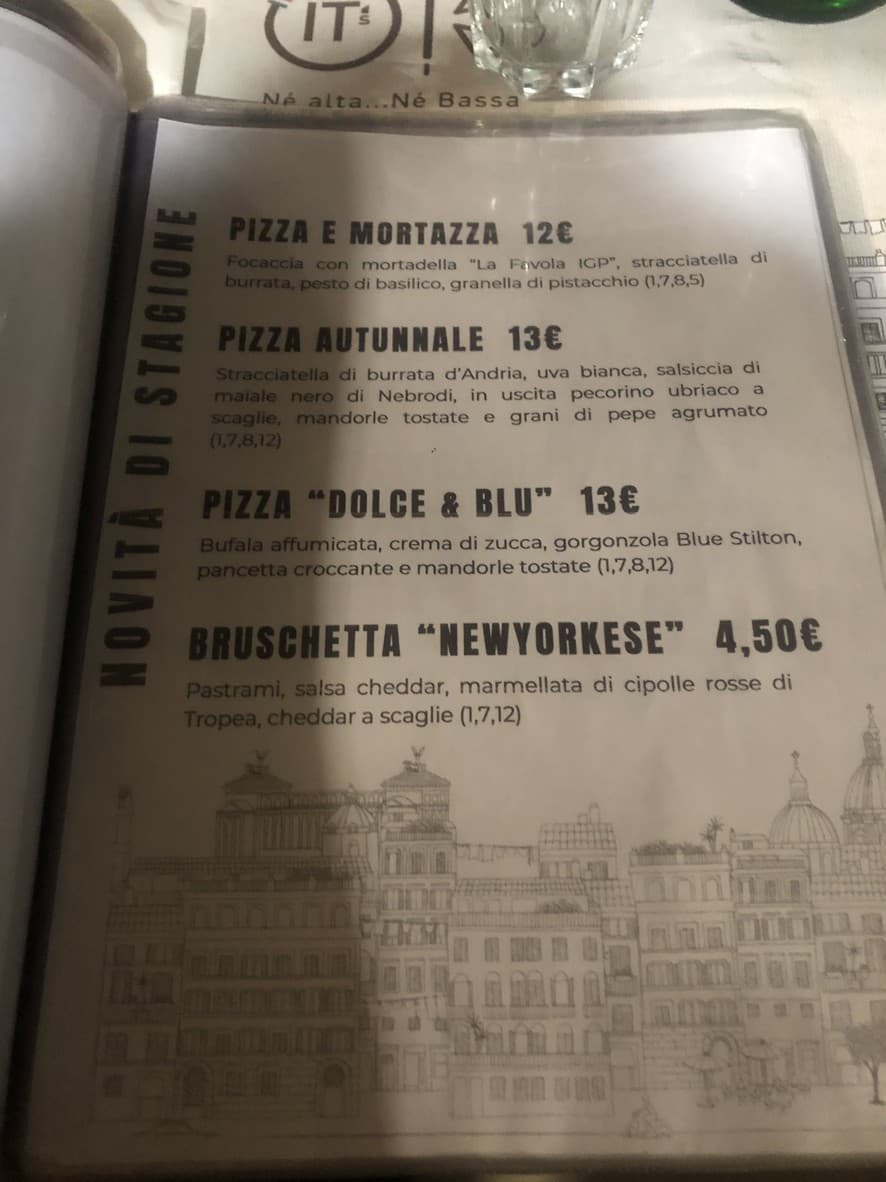 IT's
Né alta...Né Bassa
NOVITÀ DI STAGIONE
PIZZA E MORTAZZA 12€
Focaccia con mortadella "La Favola IGP", stracciatella di
burrata, pesto di basilico, granella di pistacchio (1,7,8,5)
PIZZA AUTUNNALE 13€
Stracciatella di burrata d'Andria, uva bianca, salsiccia di
maiale nero di Nebrodi, in uscita pecorino ubriaco a
scaglie, mandorle tostate e grani di pepe agrumato
(1,7,8,12)
PIZZA "DOLCE & BLU" 13€
Bufala affumicata, crema di zucca, gorgonzola Blue Stilton,
pancetta croccante e mandorle tostate (1,7,8,12)
BRUSCHETTA "NEWYORKESE" 4,50€
Pastrami, salsa cheddar, marmellata di cipolle rosse di
Tropea, cheddar a scaglie (1,7,12)